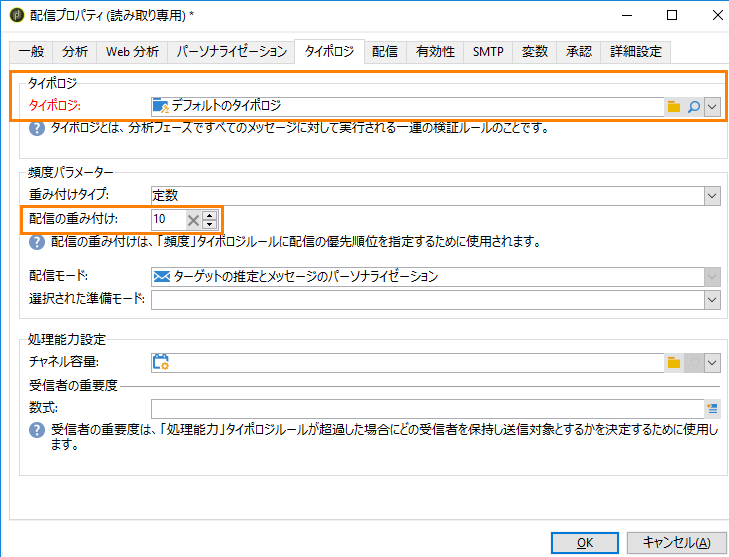 配信プロパティ (読み取り専用) *
一般 分析 Web 分析 パーソナライゼーション タイポロジ 配信 有効性 SMTP 変数 承認 詳細設定
タイポロジ
タイポロジ: デフォルトのタイポロジ
タイポロジとは、分析フェーズですべてのメッセージに対して実行される一連の検証ルールのことです。
頻度パラメーター
重み付けタイプ: 定数
配信の重み付け: 10
配信の重み付けは、「頻度」タイポロジルールに配信の優先順位を指定するために使用されます。
配信モード: ターゲットの推定とメッセージのパーソナライゼーション
選択された準備モード:
処理能力設定
チャネル容量:
受信者の重要度
数式:
受信者の重要度は、「処理能力」タイポロジルールが超過した場合にどの受信者を保持し送信対象とするかを決定するために使用し
ます。
OK キャンセル(A)